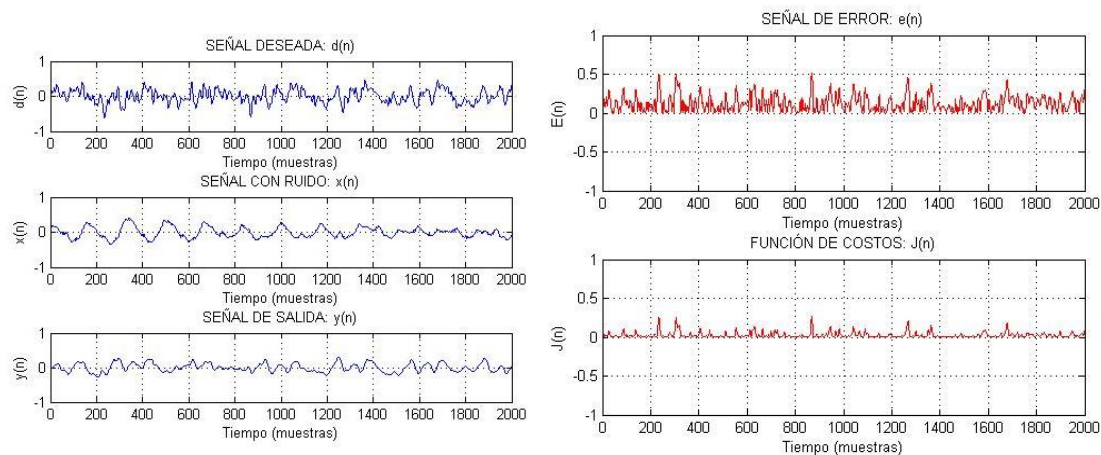 SEÑAL DESEADA: d(n)
1
0
-1
d(n)
0 200 400 600 800 1000 1200 1400 1600 1800 2000
Tiempo (muestras)
SEÑAL CON RUIDO: x(n)
1
0
-1
x(n)
0 200 400 600 800 1000 1200 1400 1600 1800 2000
Tiempo (muestras)
SEÑAL DE SALIDA: y(n)
1
0
-1
y(n)
0 200 400 600 800 1000 1200 1400 1600 1800 2000
Tiempo (muestras)
SEÑAL DE ERROR: e(n)
1
0.5
0
-0.5
-1
E(n)
0 200 400 600 800 1000 1200 1400 1600 1800 2000
Tiempo (muestras)
FUNCIÓN DE COSTOS: J(n)
1
0.5
0
-0.5
-1
J(n)
0 200 400 600 800 1000 1200 1400 1600 1800 2000
Tiempo (muestras)